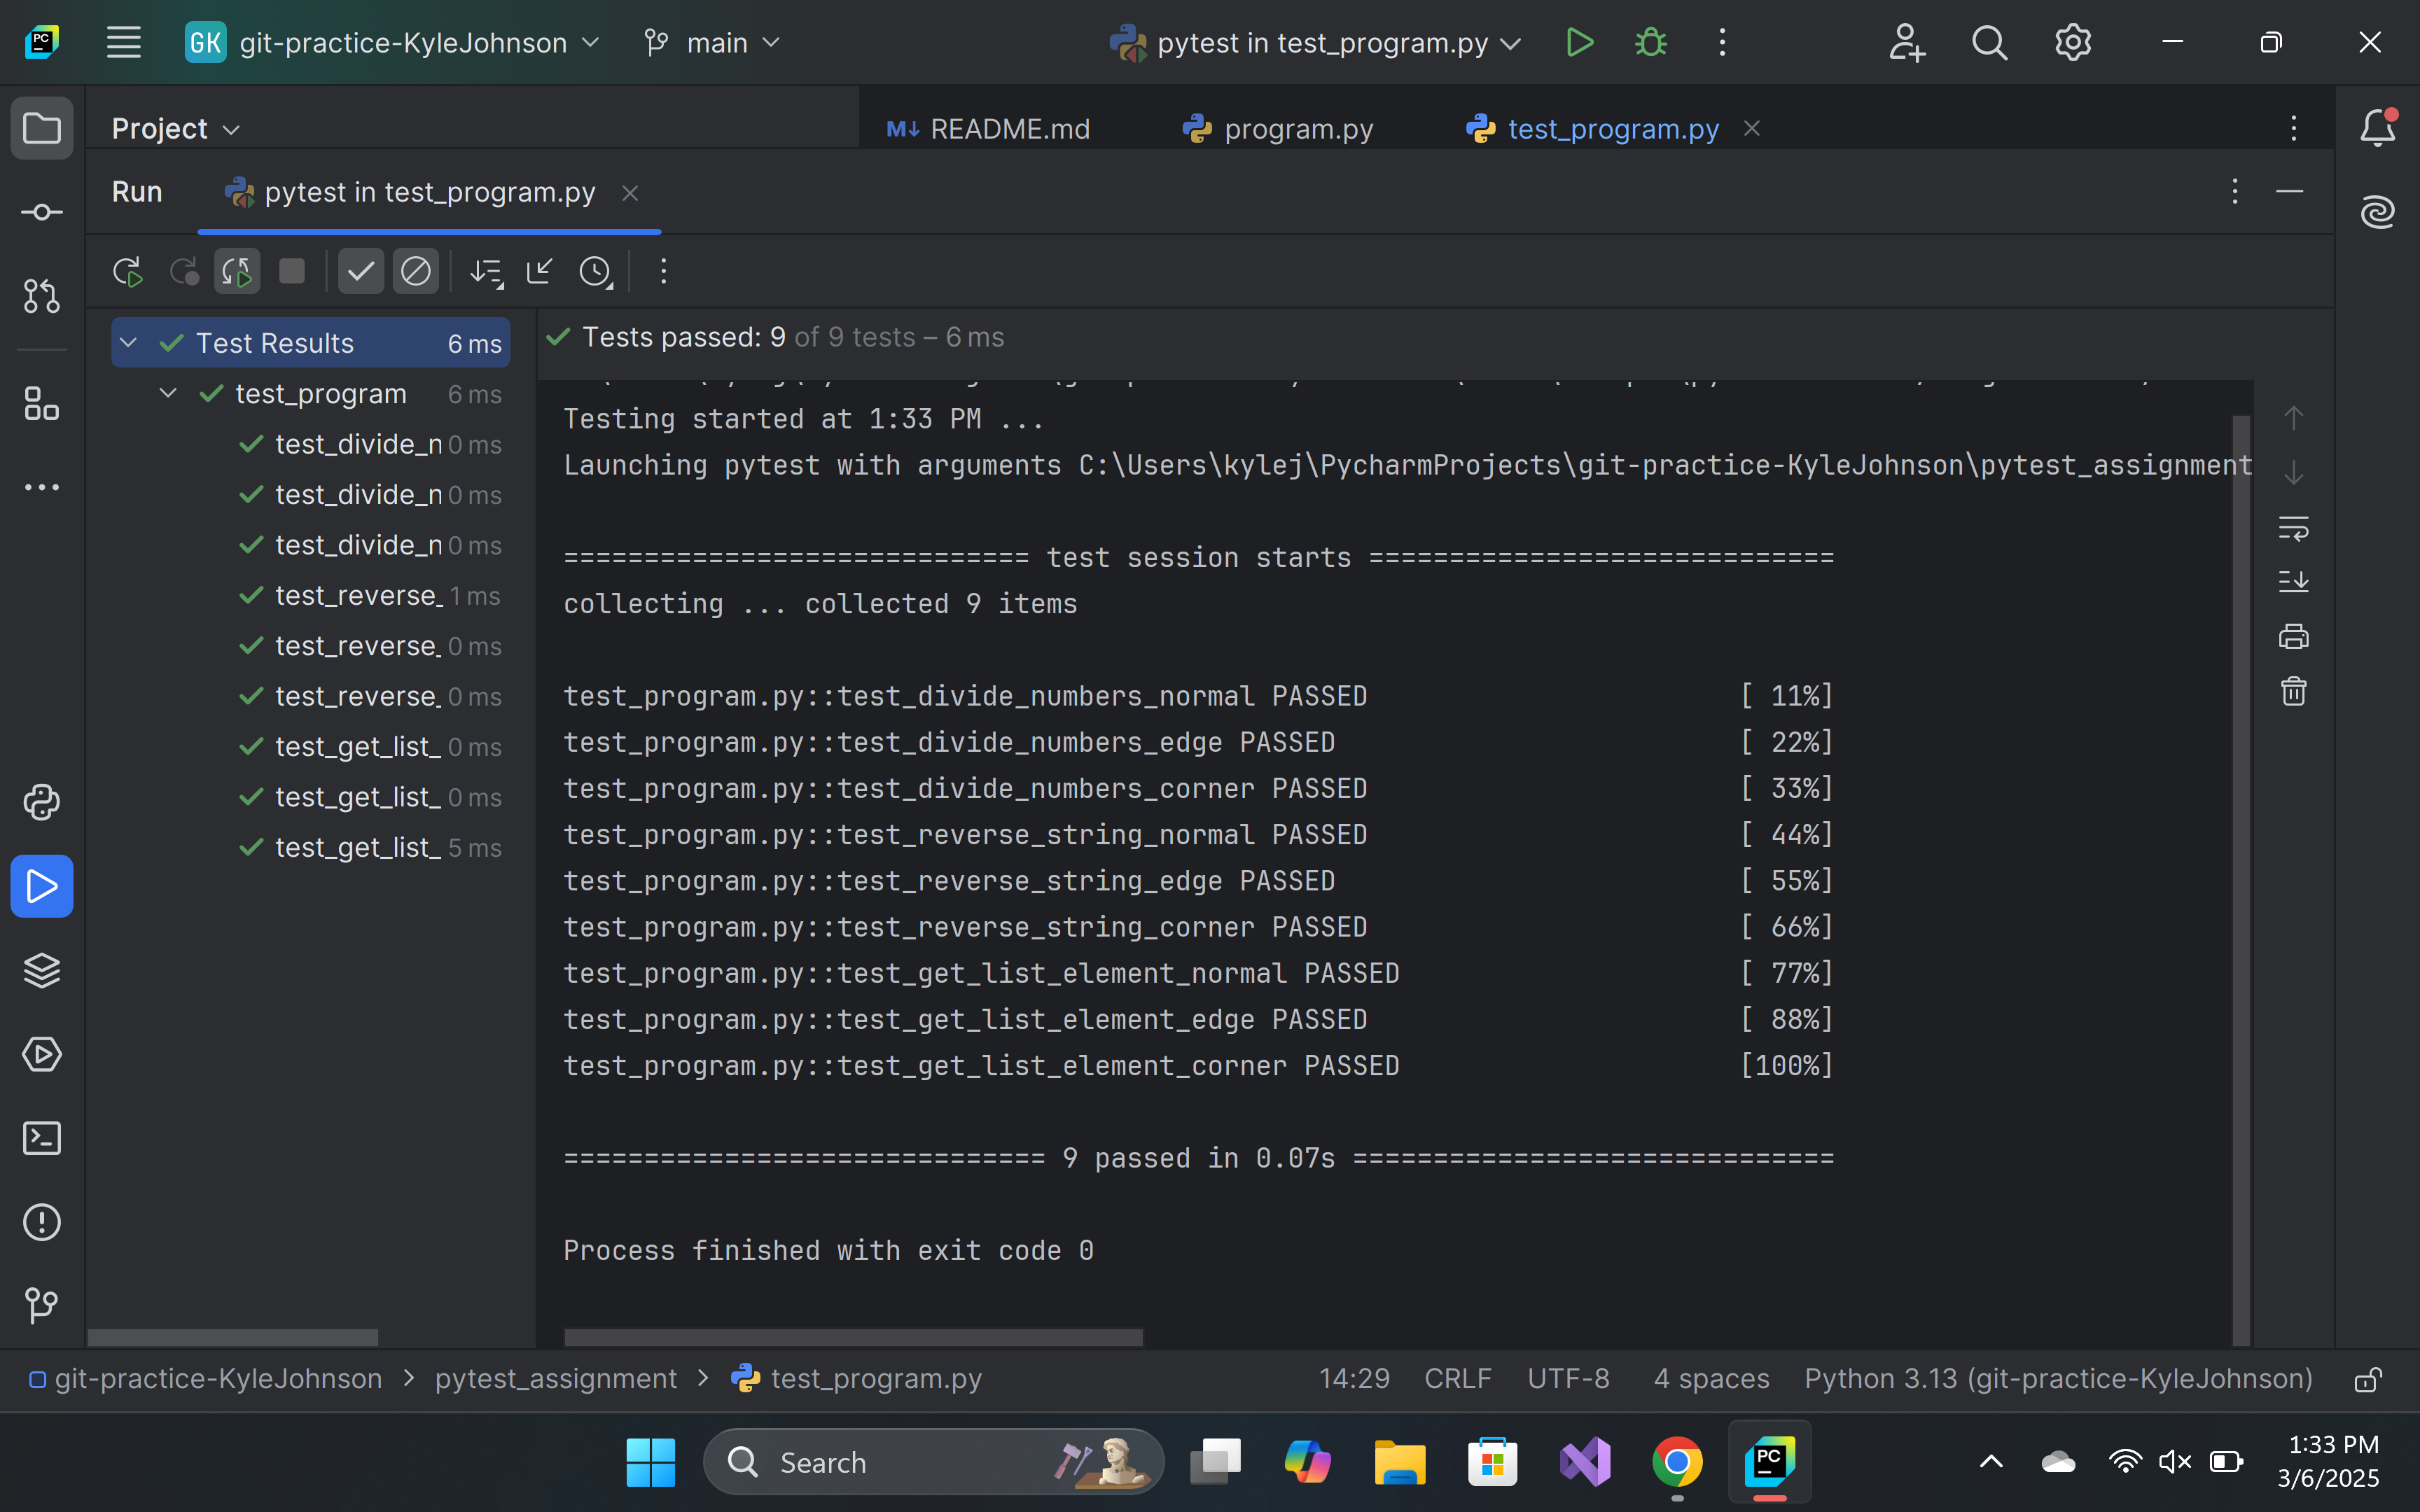 PC GK git-practice-KyleJohnson main pytest in test_program.py
Project M↓ README.md program.py test_program.py
Run pytest in test_program.py
Test Results 6 ms
test_program 6 ms
test_divide_n 0 ms
test_divide_n 0 ms
test_divide_n 0 ms
test_reverse_ 1 ms
test_reverse_ 0 ms
test_reverse_ 0 ms
test_get_list_ 0 ms
test_get_list_ 0 ms
test_get_list_ 5 ms
Tests passed: 9 of 9 tests – 6 ms
Testing started at 1:33 PM ...
Launching pytest with arguments C:\Users\kylej\PycharmProjects\git-practice-KyleJohnson\pytest_assignment
============================= test session starts =============================
collecting ... collected 9 items
test_program.py::test_divide_numbers_normal PASSED [ 11%]
test_program.py::test_divide_numbers_edge PASSED [ 22%]
test_program.py::test_divide_numbers_corner PASSED [ 33%]
test_program.py::test_reverse_string_normal PASSED [ 44%]
test_program.py::test_reverse_string_edge PASSED [ 55%]
test_program.py::test_reverse_string_corner PASSED [ 66%]
test_program.py::test_get_list_element_normal PASSED [ 77%]
test_program.py::test_get_list_element_edge PASSED [ 88%]
test_program.py::test_get_list_element_corner PASSED [100%]
============================== 9 passed in 0.07s ==============================
Process finished with exit code 0
git-practice-KyleJohnson > pytest_assignment > test_program.py 14:29 CRLF UTF-8 4 spaces Python 3.13 (git-practice-KyleJohnson)
Search PC 1:33 PM
3/6/2025